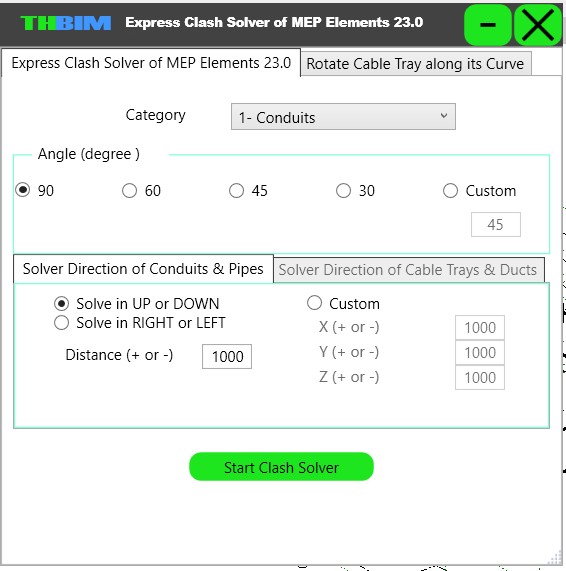 THBIM Express Clash Solver of MEP Elements 23.0
Express Clash Solver of MEP Elements 23.0 Rotate Cable Tray along its Curve
Category 1- Conduits
Angle (degree )
90 60 45 30 Custom
45
Solver Direction of Conduits & Pipes Solver Direction of Cable Trays & Ducts
Solve in UP or DOWN Custom
Solve in RIGHT or LEFT X (+ or -) 1000
Distance (+ or -) 1000 Y (+ or -) 1000
Z (+ or -) 1000
Start Clash Solver